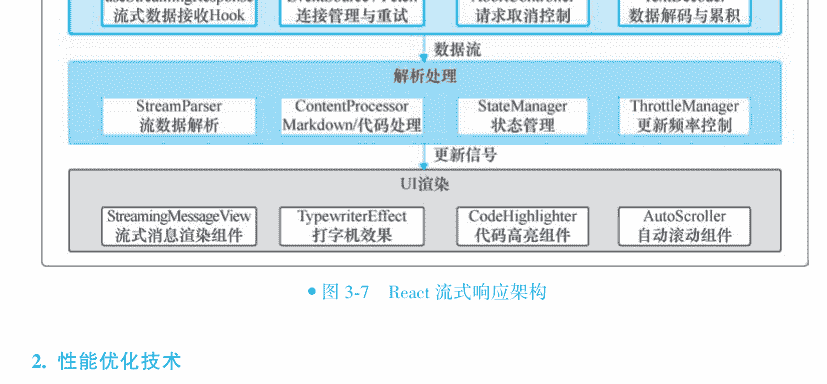 流式数据接收Hook
连接管理与重试
请求取消控制
数据解码与累积
数据流
解析处理
StreamParser
流数据解析
ContentProcessor
Markdown/代码处理
StateManager
状态管理
ThrottleManager
更新频率控制
更新信号
UI渲染
StreamingMessageView
流式消息渲染组件
TypewriterEffect
打字机效果
CodeHighlighter
代码高亮组件
AutoScroller
自动滚动组件
•图 3-7 React 流式响应架构
2. 性能优化技术